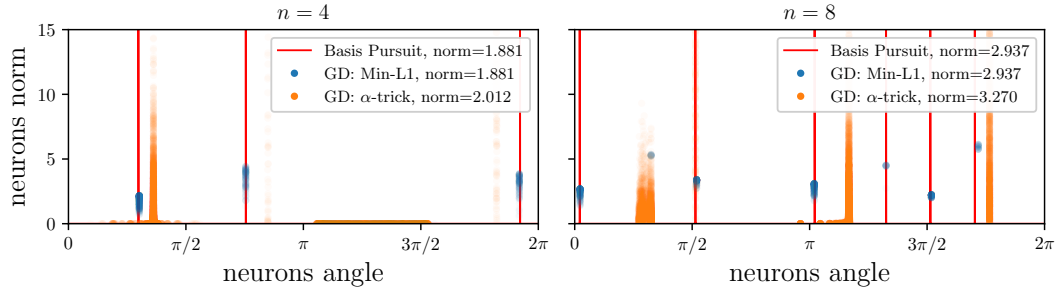 n = 4
n = 8
15
10
5
0
neurons norm
Basis Pursuit, norm=1.881
GD: Min-L1, norm=1.881
GD: α-trick, norm=2.012
Basis Pursuit, norm=2.937
GD: Min-L1, norm=2.937
GD: α-trick, norm=3.270
0 π/2 π 3π/2 2π
0 π/2 π 3π/2 2π
neurons angle
neurons angle